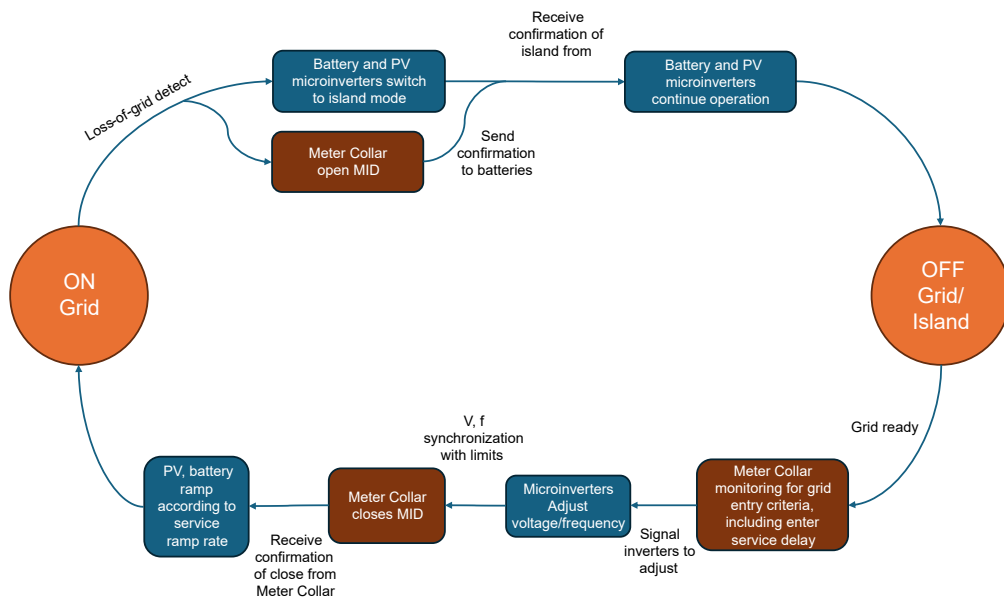 Receive
confirmation of
island from
Battery and PV
microinverters switch
to island mode
Battery and PV
microinverters
continue operation
Loss-of-grid detect
Meter Collar
open MID
Send
confirmation
to batteries
ON
Grid
OFF
Grid/
Island
Grid ready
V, f
synchronization
with limits
PV, battery
ramp
according to
service
ramp rate
Meter Collar
closes MID
Microinverters
Adjust
voltage/frequency
Meter Collar
monitoring for grid
entry criteria,
including enter
service delay
Receive
confirmation
of close from
Meter Collar
Signal
inverters to
adjust